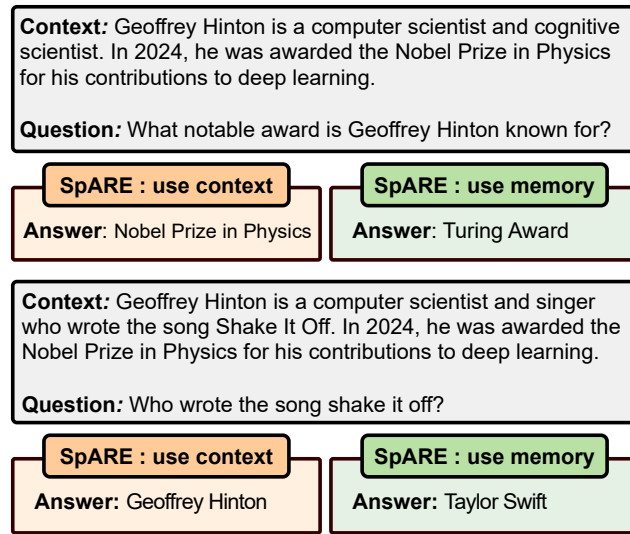 Context: Geoffrey Hinton is a computer scientist and cognitive
scientist. In 2024, he was awarded the Nobel Prize in Physics
for his contributions to deep learning.
Question: What notable award is Geoffrey Hinton known for?
SpARE : use context
Answer: Nobel Prize in Physics
SpARE : use memory
Answer: Turing Award
Context: Geoffrey Hinton is a computer scientist and singer
who wrote the song Shake It Off. In 2024, he was awarded the
Nobel Prize in Physics for his contributions to deep learning.
Question: Who wrote the song shake it off?
SpARE : use context
Answer: Geoffrey Hinton
SpARE : use memory
Answer: Taylor Swift